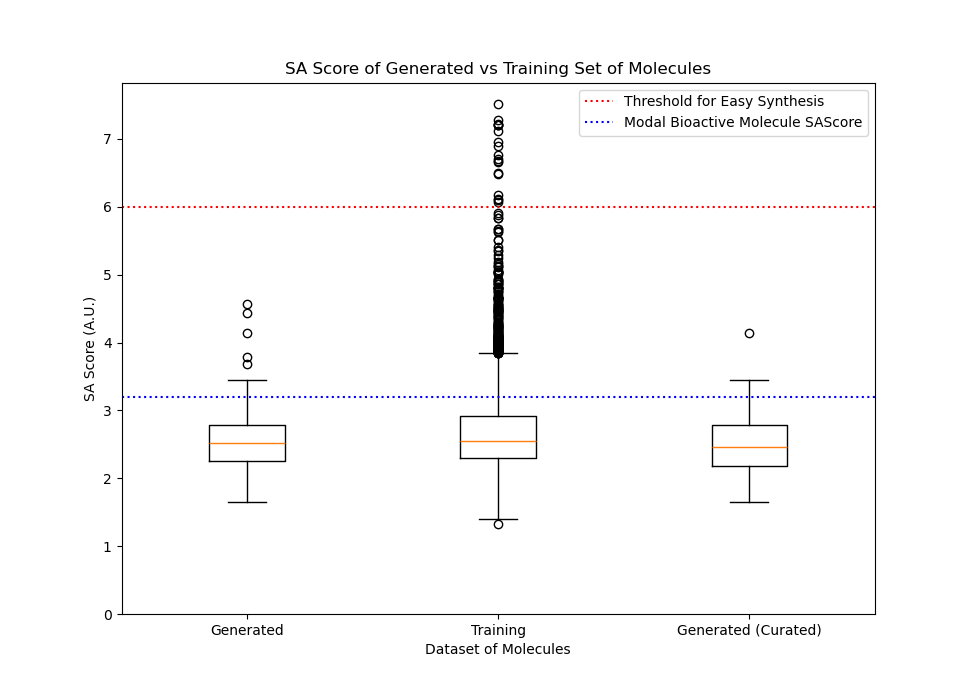 SA Score of Generated vs Training Set of Molecules
Threshold for Easy Synthesis
Modal Bioactive Molecule SAScore
7
6
5
4
3
2
1
0
SA Score (A.U.)
Generated
Training
Generated (Curated)
Dataset of Molecules